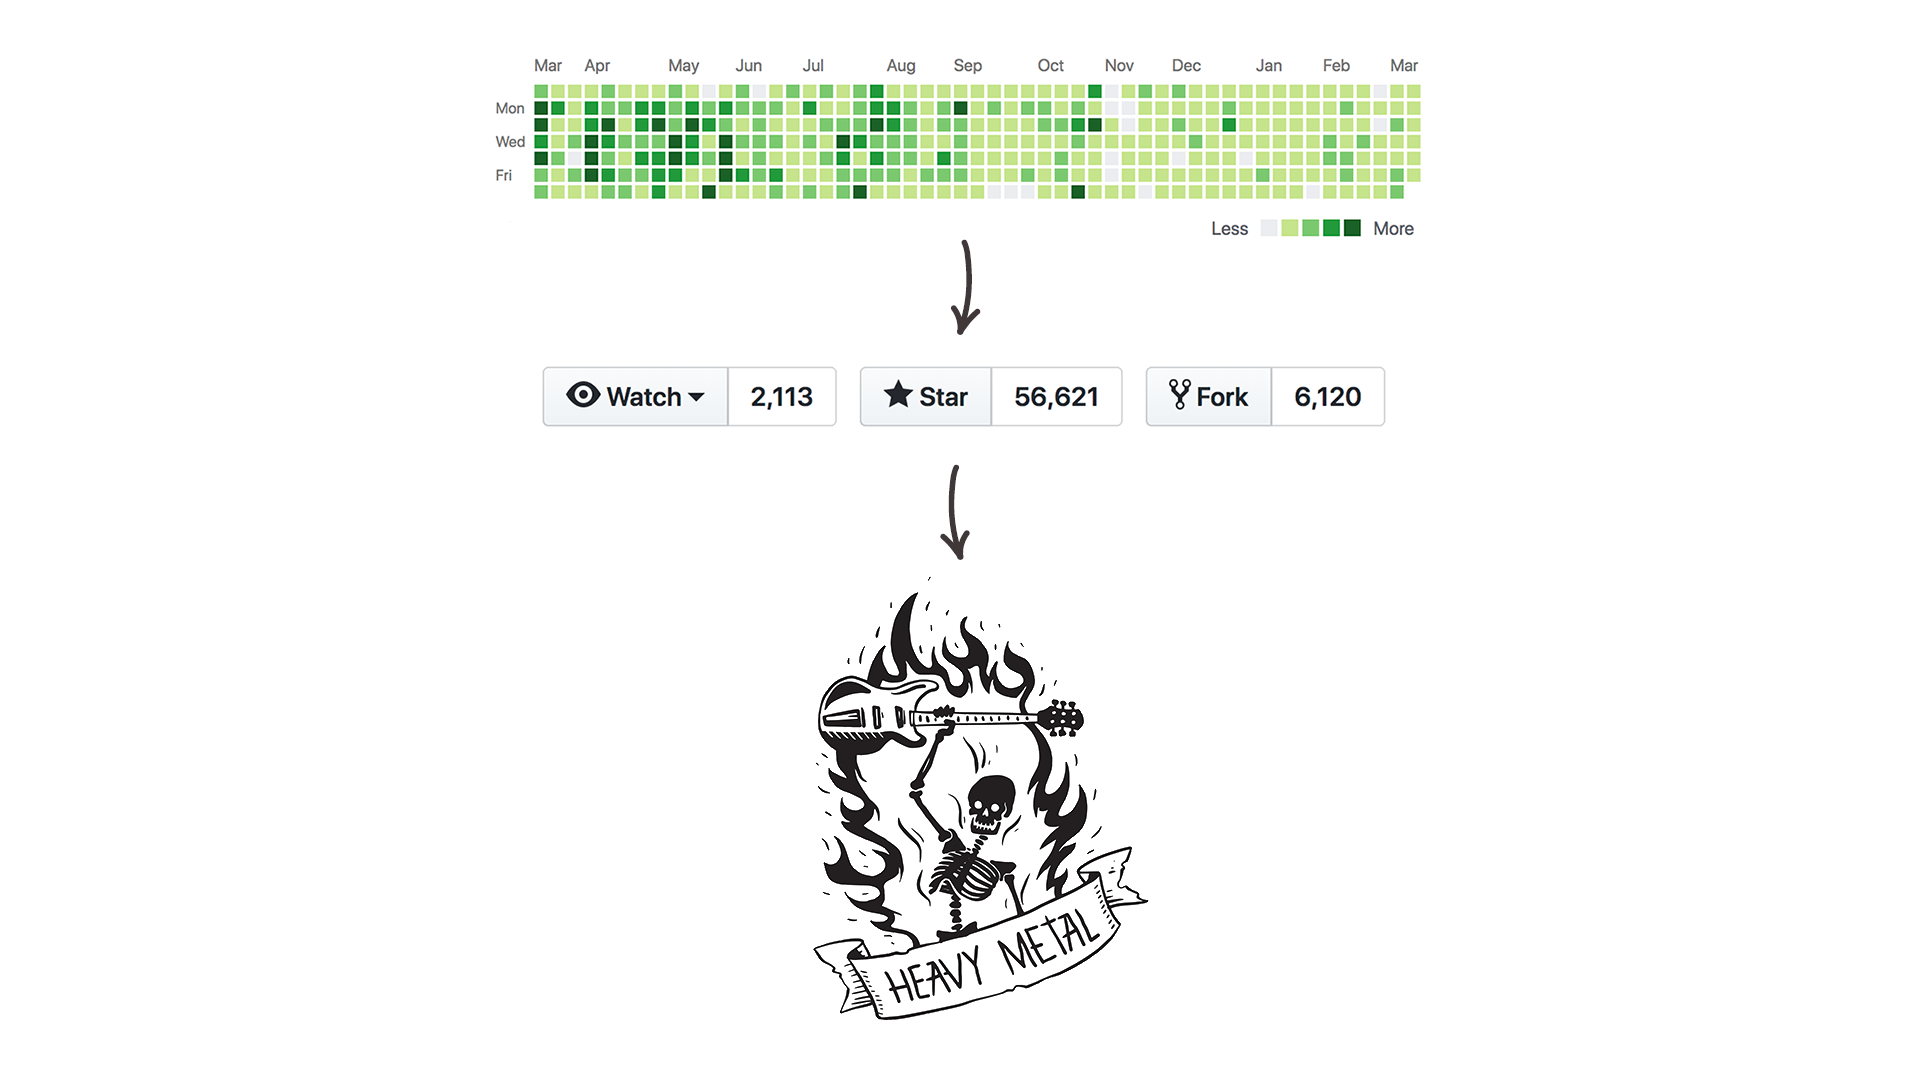 Mar Apr May Jun Jul Aug Sep Oct Nov Dec Jan Feb Mar
Mon
Wed
Fri
Less More
Watch 2,113 Star 56,621 Fork 6,120
HEAVY METAL